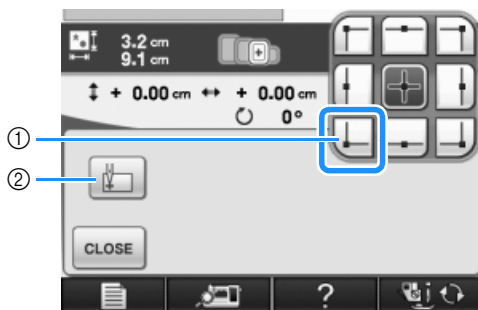 3.2 cm
9.1 cm
+ 0.00 cm ↔ + 0.00 cm
0°
①
②
CLOSE
?